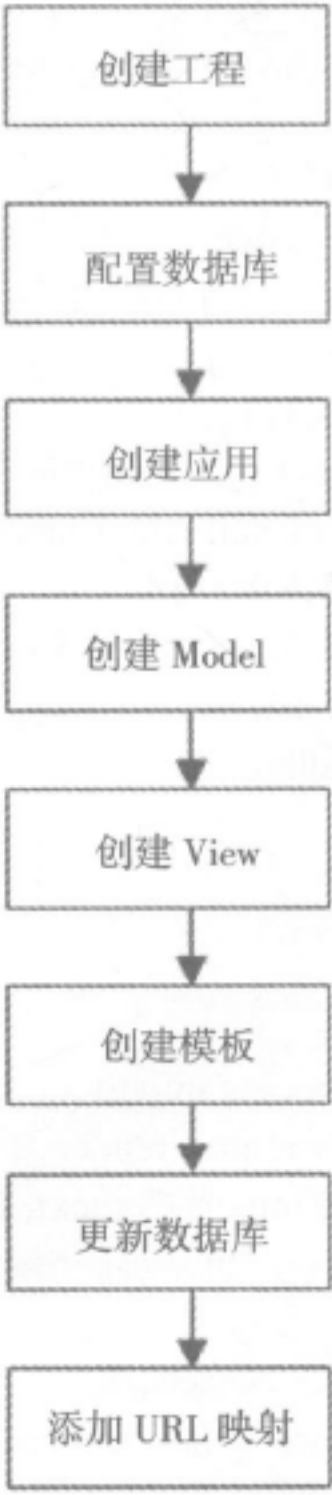 创建工程
配置数据库
创建应用
创建 Model
创建 View
创建模板
更新数据库
添加 URL 映射